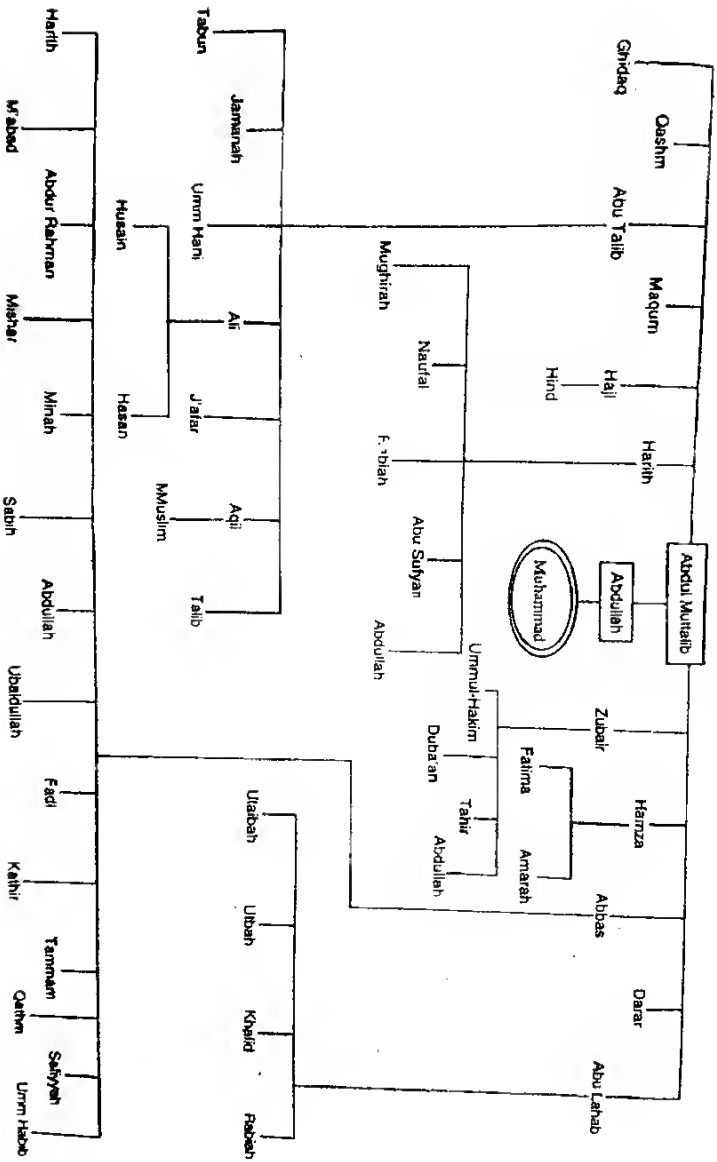 Abdul Muttalib
Ghidaq
Qashm
Abu Talib
Maqum
Hajl
Harith
Abdullah
Zubair
Hamza
Abbas
Darar
Abu Lahab
Hind
Muhammad
Fatima
Amarah
Ummul-Hakim
Duba'an
Tahir
Abdullah
Mughirah
Naufal
Abu Sufyan
Abdullah
Utaibah
Utbah
Khalid
Rabiah
Tabun
Jamanah
Umm Hani
Ali
J'afar
Aqil
Talib
MMuslim
Husain
Hasan
Harith
M'abad
Abdur Rahman
Mishar
Minah
Sabih
Abdullah
Ubaidullah
Fadl
Kathir
Tammam
Qathm
Safiyyah
Umm Habib